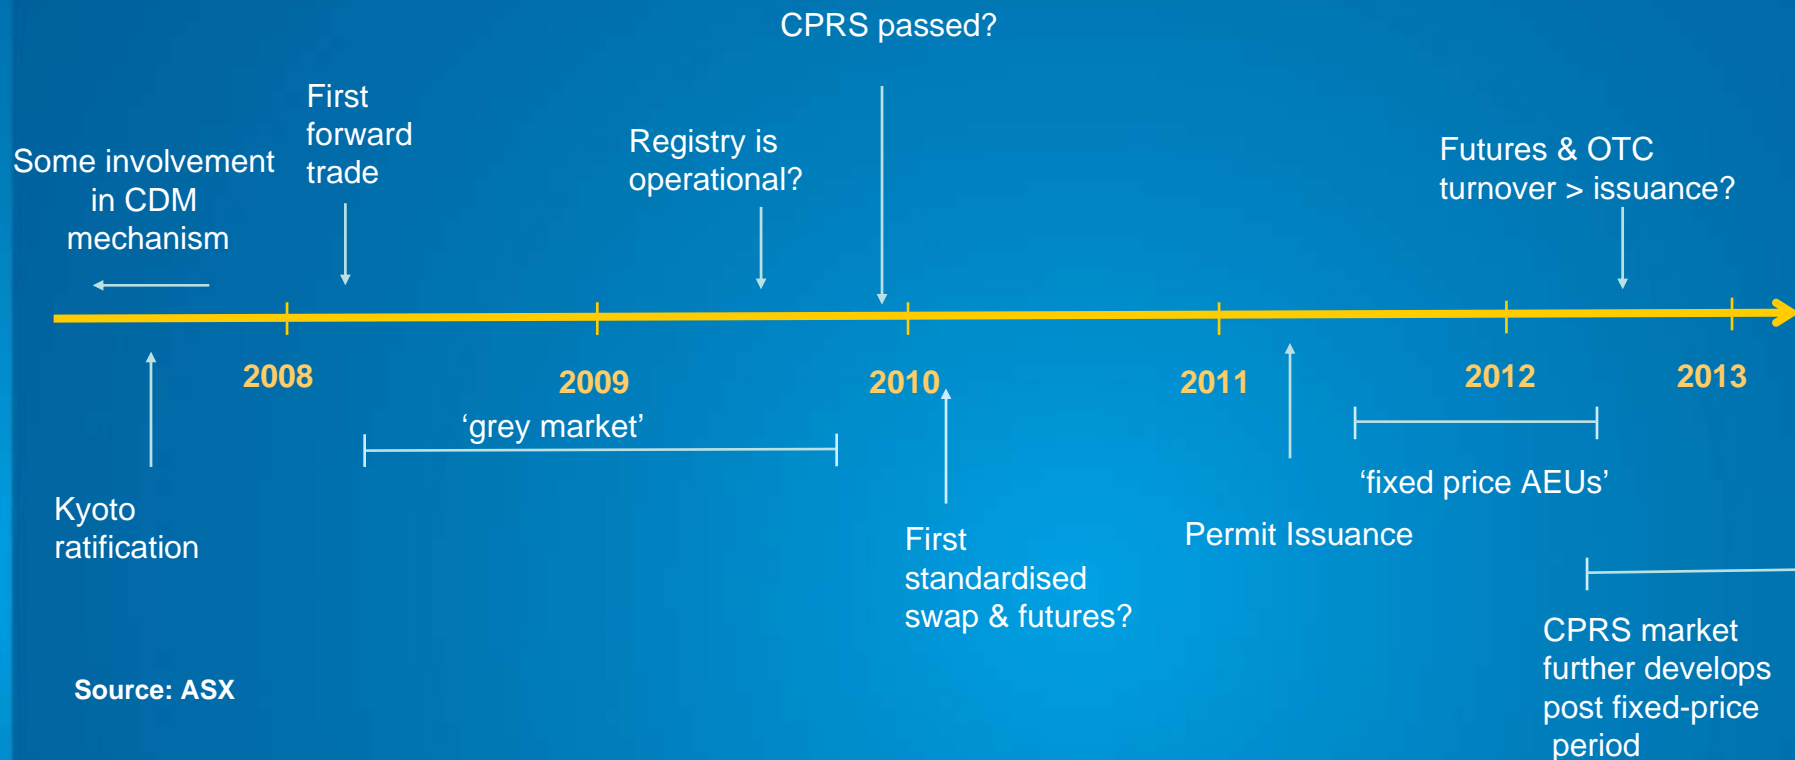 CPRS passed?
First
forward
trade
Some involvement
in CDM
mechanism
Registry is
operational?
Futures & OTC
turnover > issuance?
2008
2009
2010
2011
2012
2013
‘grey market’
‘fixed price AEUs’
Kyoto
ratification
First
standardised
swap & futures?
Permit Issuance
CPRS market
further develops
post fixed-price
period
Source: ASX